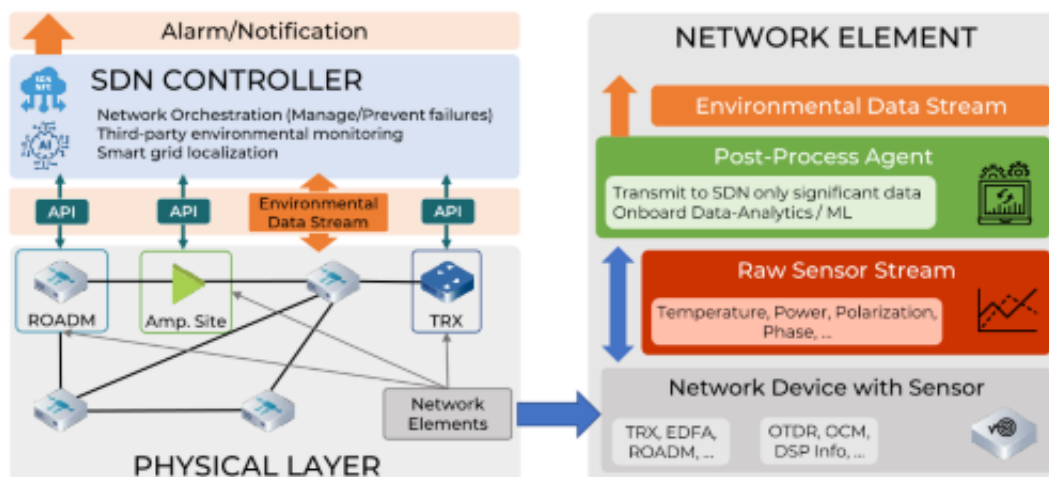 Alarm/Notification
SDN CONTROLLER
Network Orchestration (Manage/Prevent failures)
Third-party environmental monitoring
Smart grid localization
AI
API
API
Environmental
Data Stream
API
ROADM
Amp. Site
TRX
Network
Elements
PHYSICAL LAYER
NETWORK ELEMENT
Environmental Data Stream
Post-Process Agent
Transmit to SDN only significant data
Onboard Data-Analytics / ML
Raw Sensor Stream
Temperature, Power, Polarization,
Phase, ...
Network Device with Sensor
TRX, EDFA,
ROADM, ...
OTDR, OCM,
DSP Info, ...